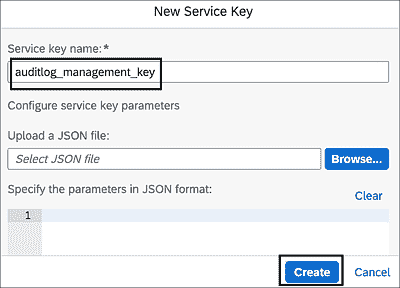 New Service Key
Service key name:*
auditlog_management_key
Configure service key parameters
Upload a JSON file:
Select JSON file
Browse...
Specify the parameters in JSON format:
Clear
1
Create
Cancel